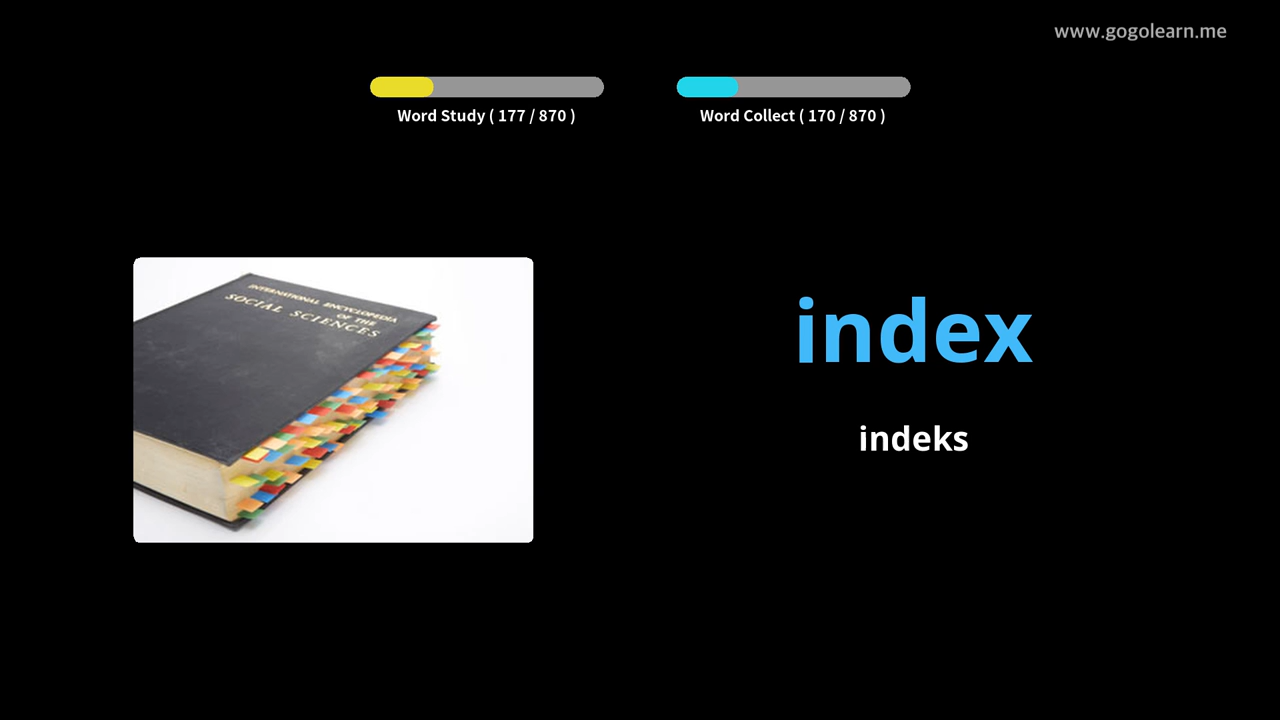 www.gogolearn.me
Word Study ( 177 / 870 )
Word Collect ( 170 / 870 )
INTERNATIONAL ENCYCLOPEDIA
OF THE
SOCIAL SCIENCES
index
indeks